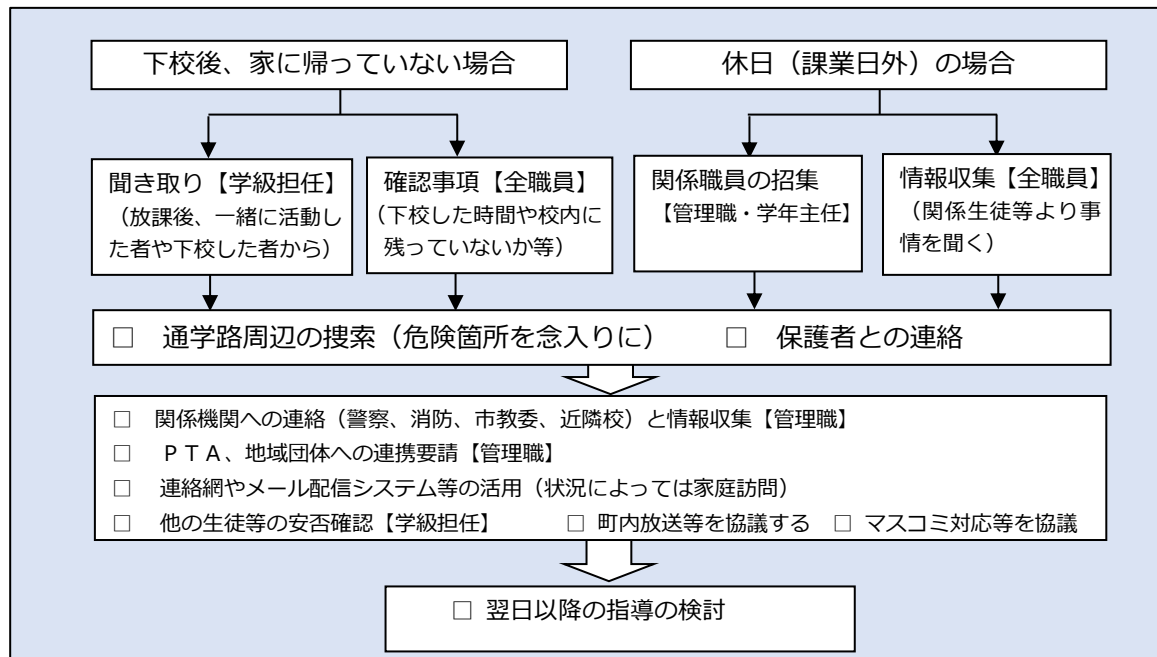 下校後、家に帰っていない場合
休日（課業日外）の場合
聞き取り【学級担任】
（放課後、一緒に活動し
た者や下校した者から）
確認事項【全職員】
（下校した時間や校内に
残っていないか等）
関係職員の招集
【管理職・学年主任】
情報収集【全職員】
（関係生徒等より事
情を聞く）
□　通学路周辺の捜索（危険箇所を念入りに）　　□　保護者との連絡
□　関係機関への連絡（警察、消防、市教委、近隣校）と情報収集【管理職】
□　ＰＴＡ、地域団体への連携要請【管理職】
□　連絡網やメール配信システム等の活用（状況によっては家庭訪問）
□　他の生徒等の安否確認【学級担任】　　□ 町内放送等を協議する　□ マスコミ対応等を協議
□ 翌日以降の指導の検討